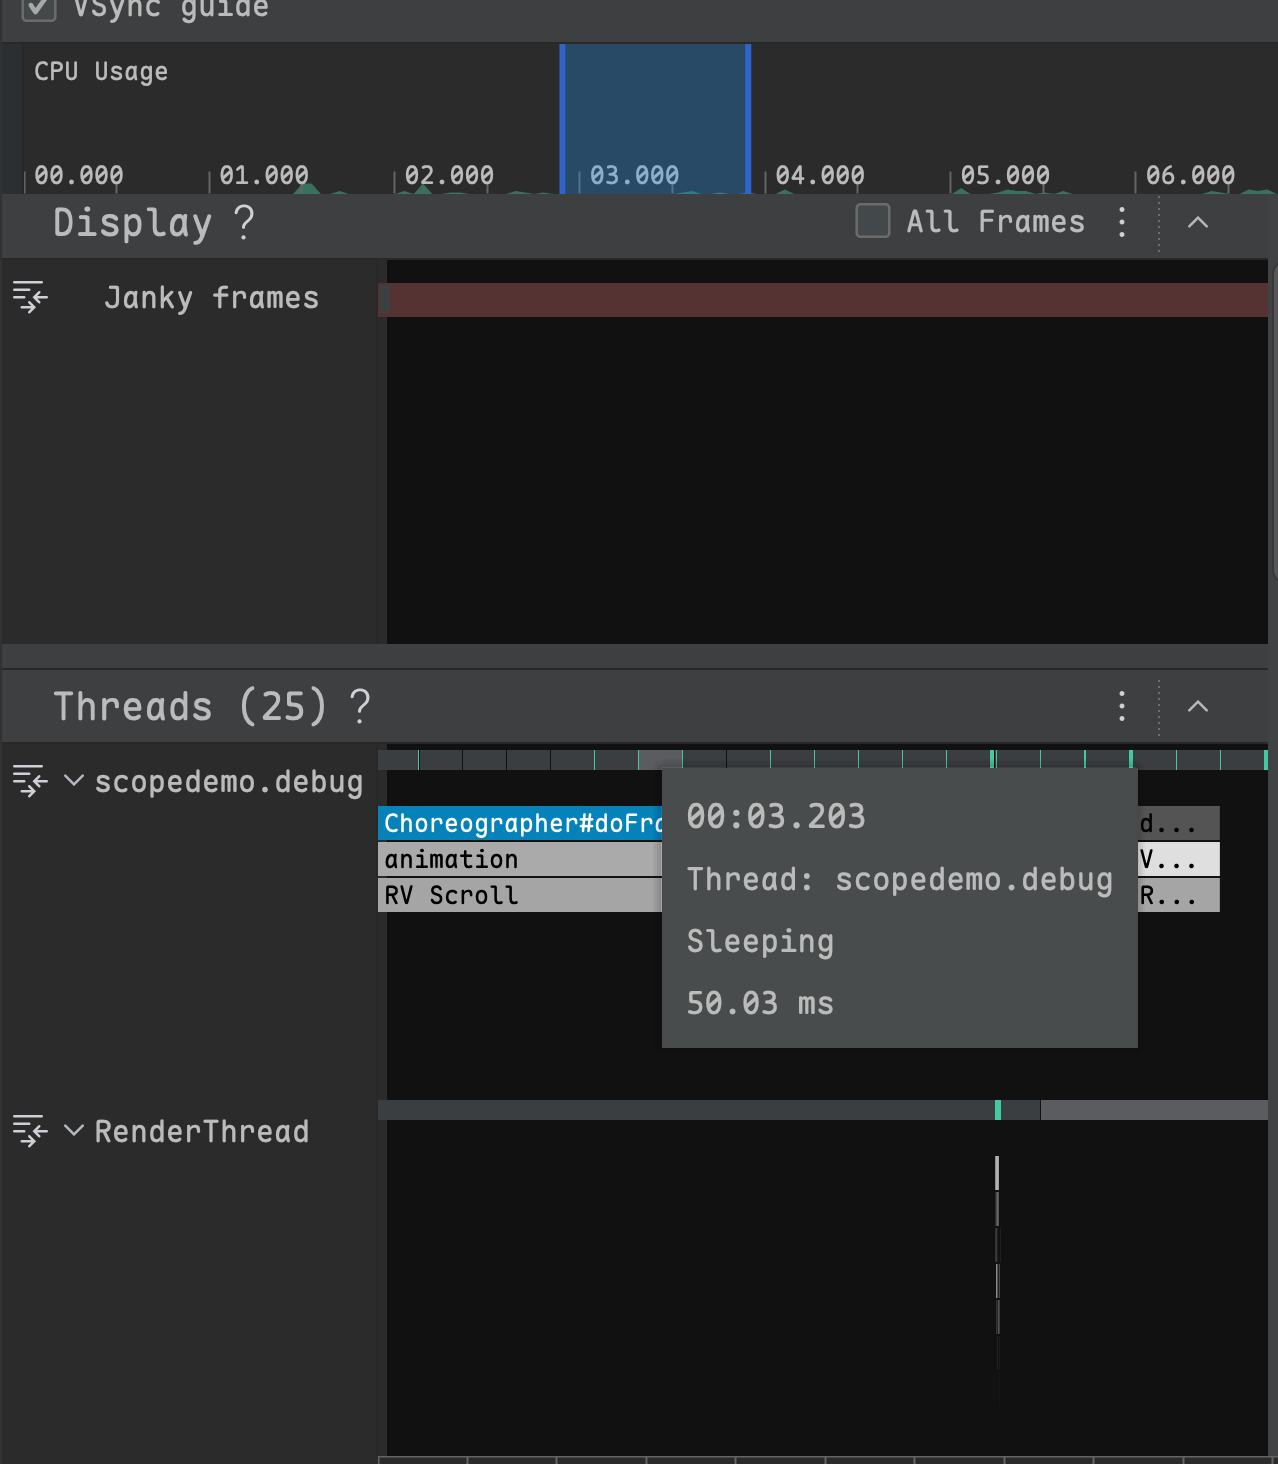 VSync guide
CPU Usage
00.000 01.000 02.000 03.000 04.000 05.000 06.000
Display ? All Frames
Janky frames
Threads (25) ?
scopedemo.debug
Choreographer#doFra
animation
RV Scroll
d...
V...
R...
00:03.203
Thread: scopedemo.debug
Sleeping
50.03 ms
RenderThread